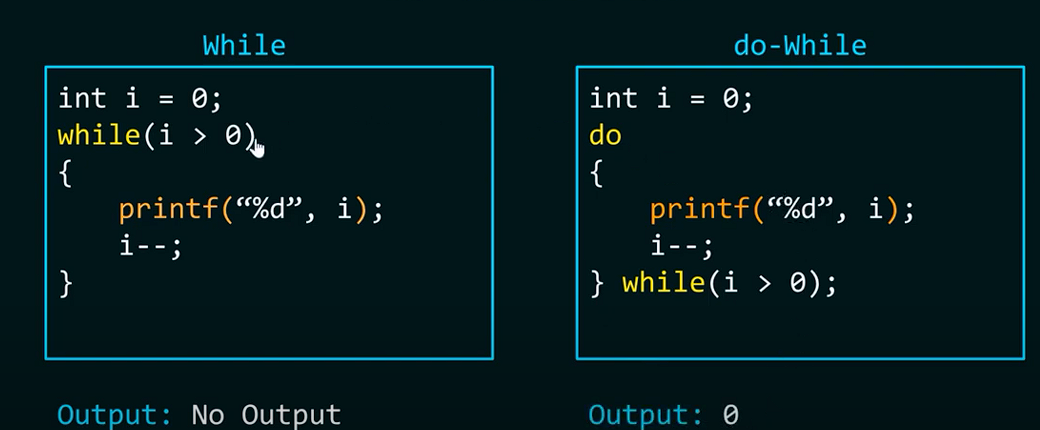 While
int i = 0;
while(i > 0)
{
printf(“%d”, i);
i--;
}
Output: No Output
do-While
int i = 0;
do
{
printf(“%d”, i);
i--;
} while(i > 0);
Output: 0